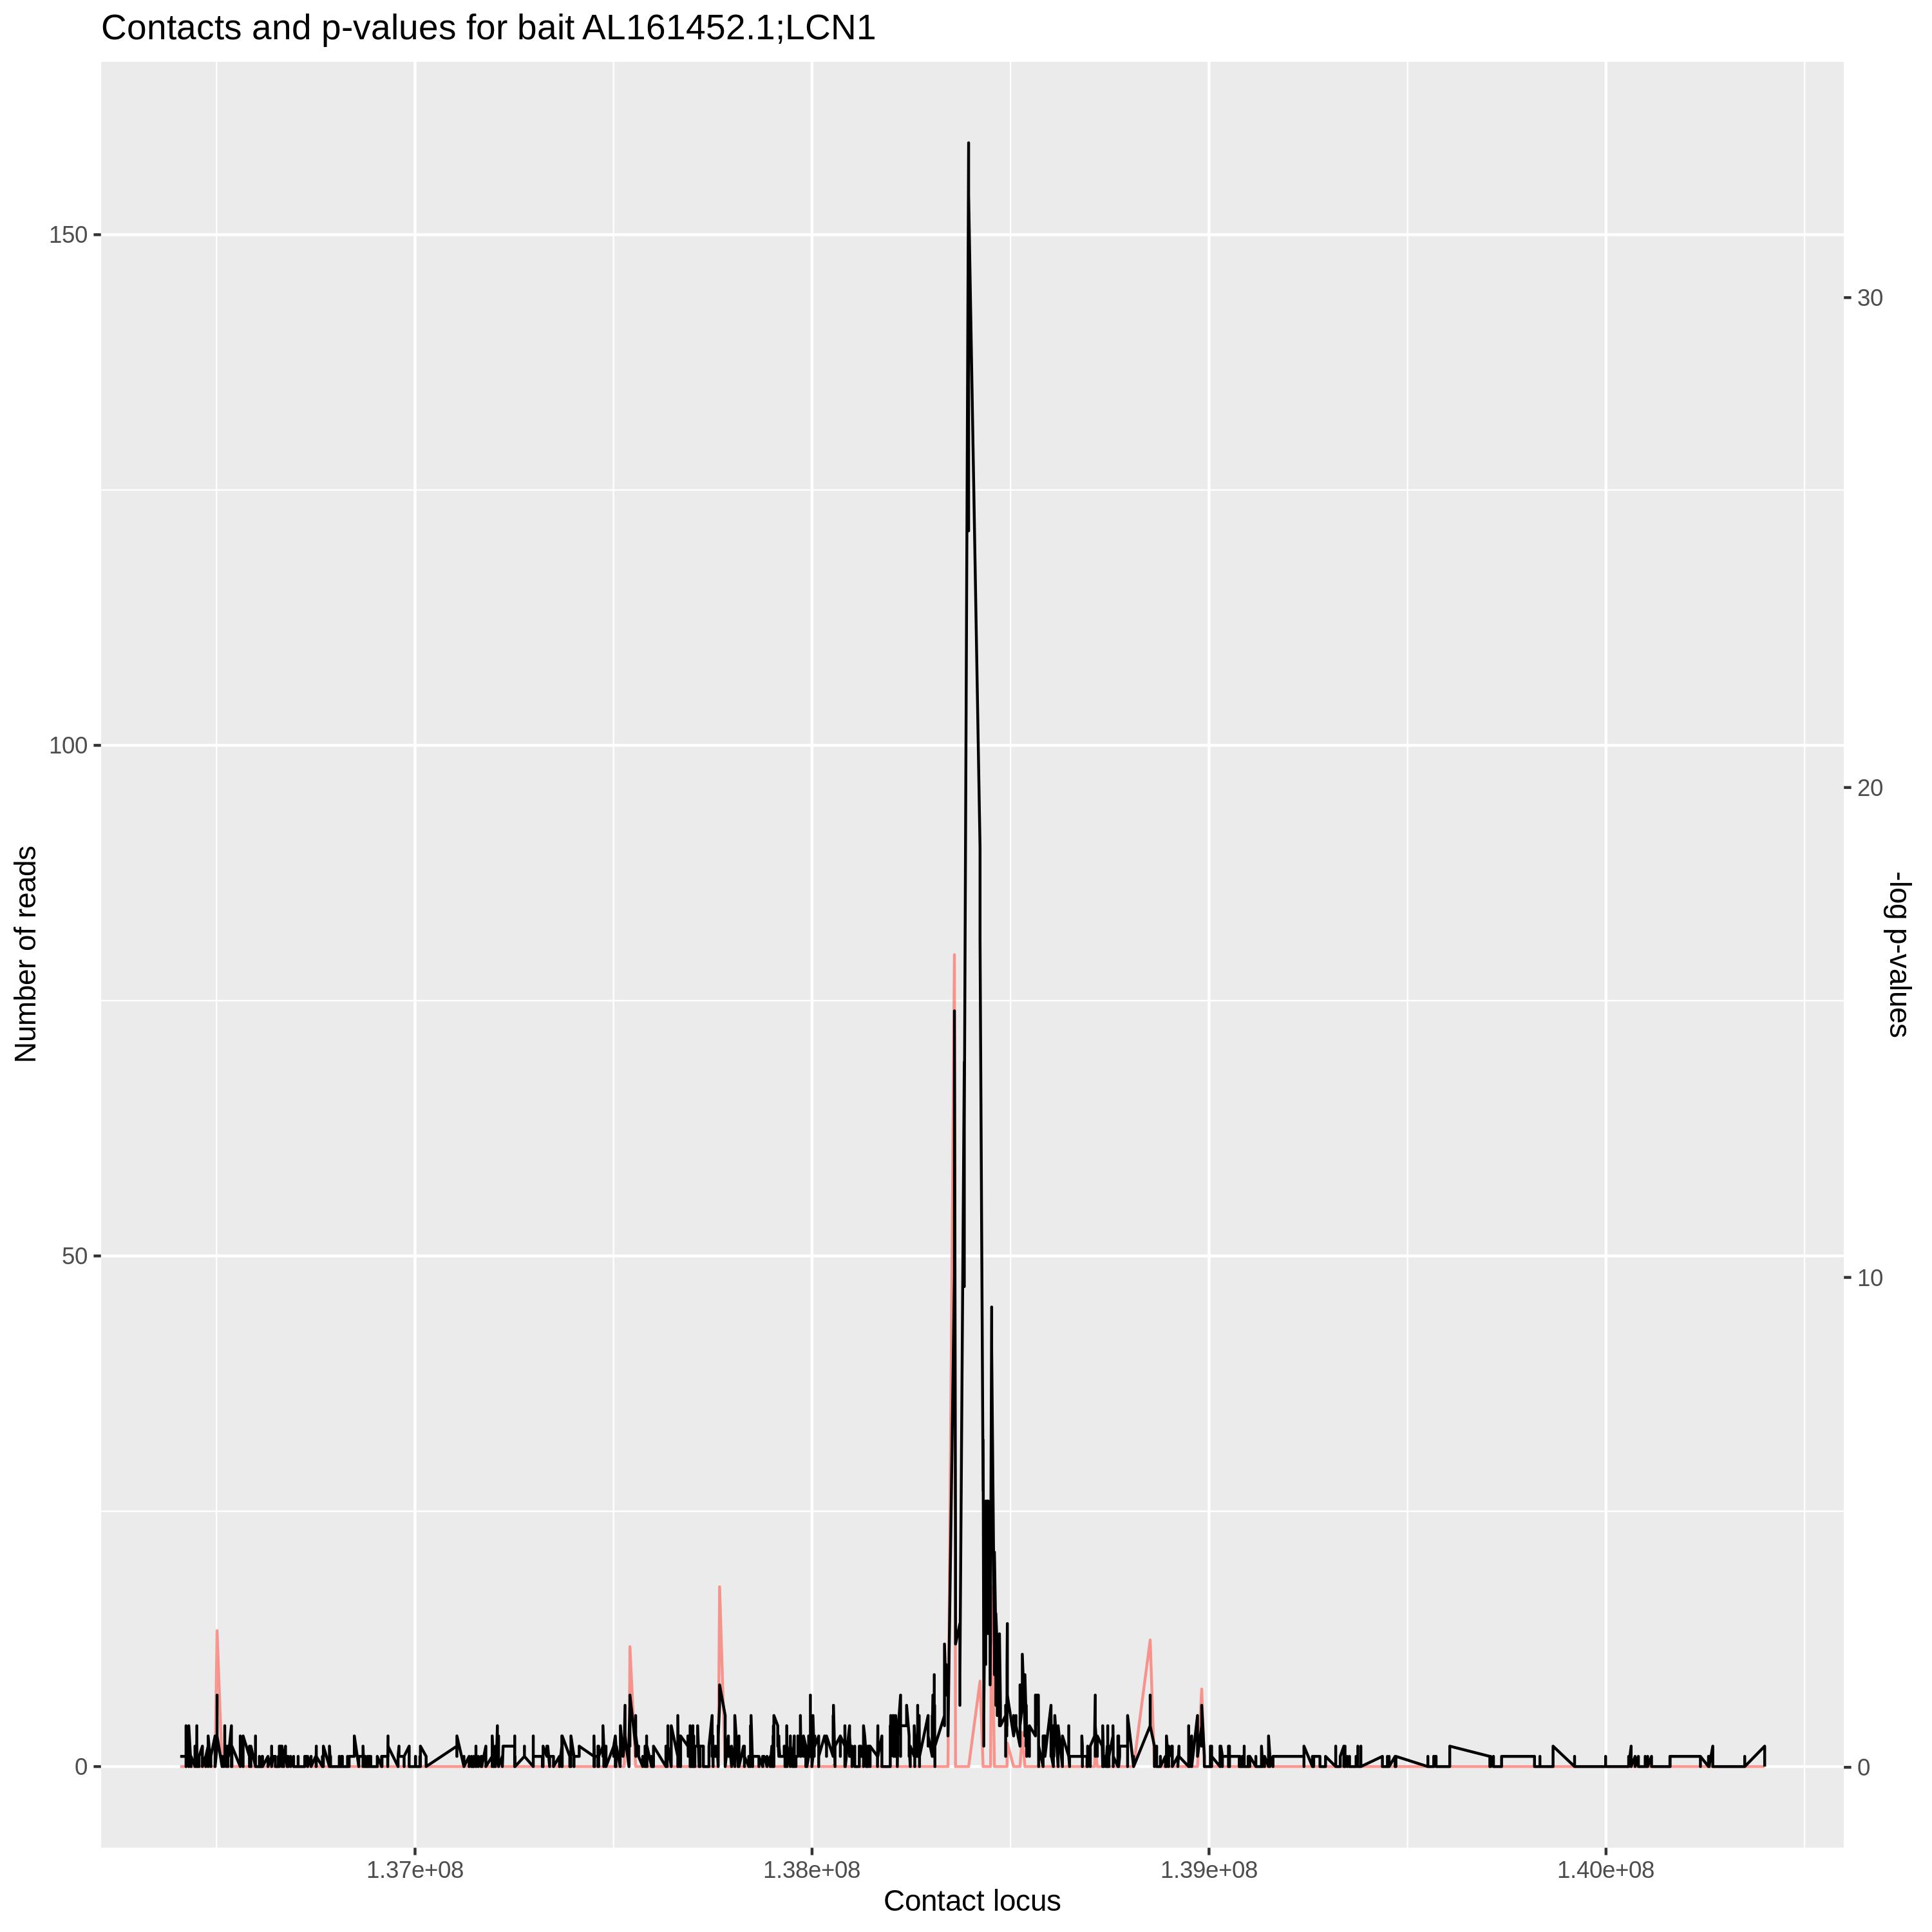 Contacts and p-values for bait AL161452.1;LCN1
150
100
50
0
30
20
10
0
Number of reads
-log p-values
1.37e+08
1.38e+08
1.39e+08
1.40e+08
Contact locus